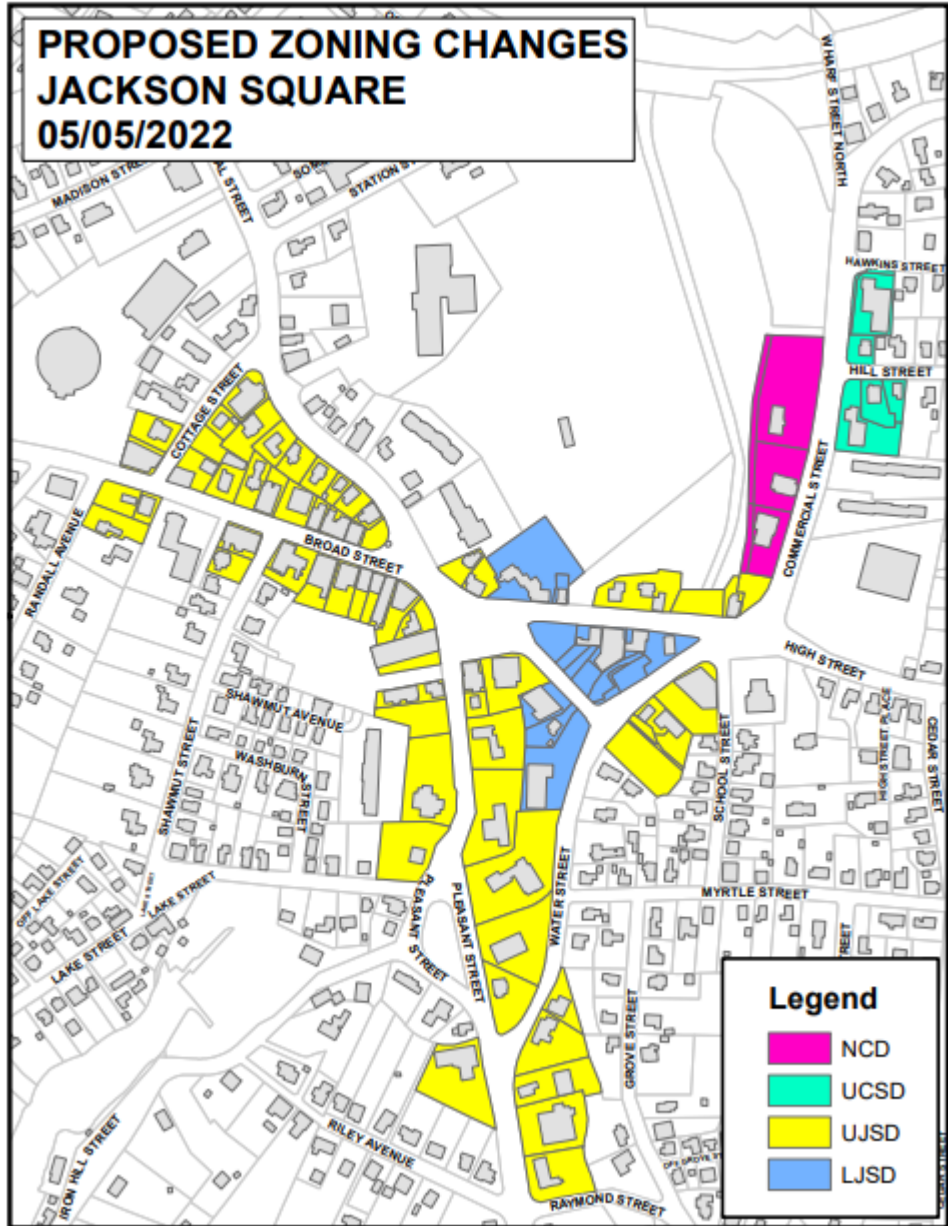 PROPOSED ZONING CHANGES
JACKSON SQUARE
05/05/2022
WHARF STREET NORTH
MADISON
STATION
STREET
HAWKINS STREET
HILL STREET
COTTAGE STREET
COMMERCIAL STREET
BROAD STREET
RANDALL AVENUE
HIGH STREET
SHAWMUT AVENUE
HIGH STREET PLACE
CEDAR STREET
WASHBURN STREET
SHAWMUT STREET
SCHOOL STREET
OFF LAKE STREET
LAKE STREET
LAKE STREET
PLEASANT STREET
PLEASANT STREET
WATER STREET
MYRTLE STREET
STREET
GROVE STREET
RILEY AVENUE
IRON HILL STREET
RAYMOND STREET
Legend
NCD
UCSD
UJSD
LJSD